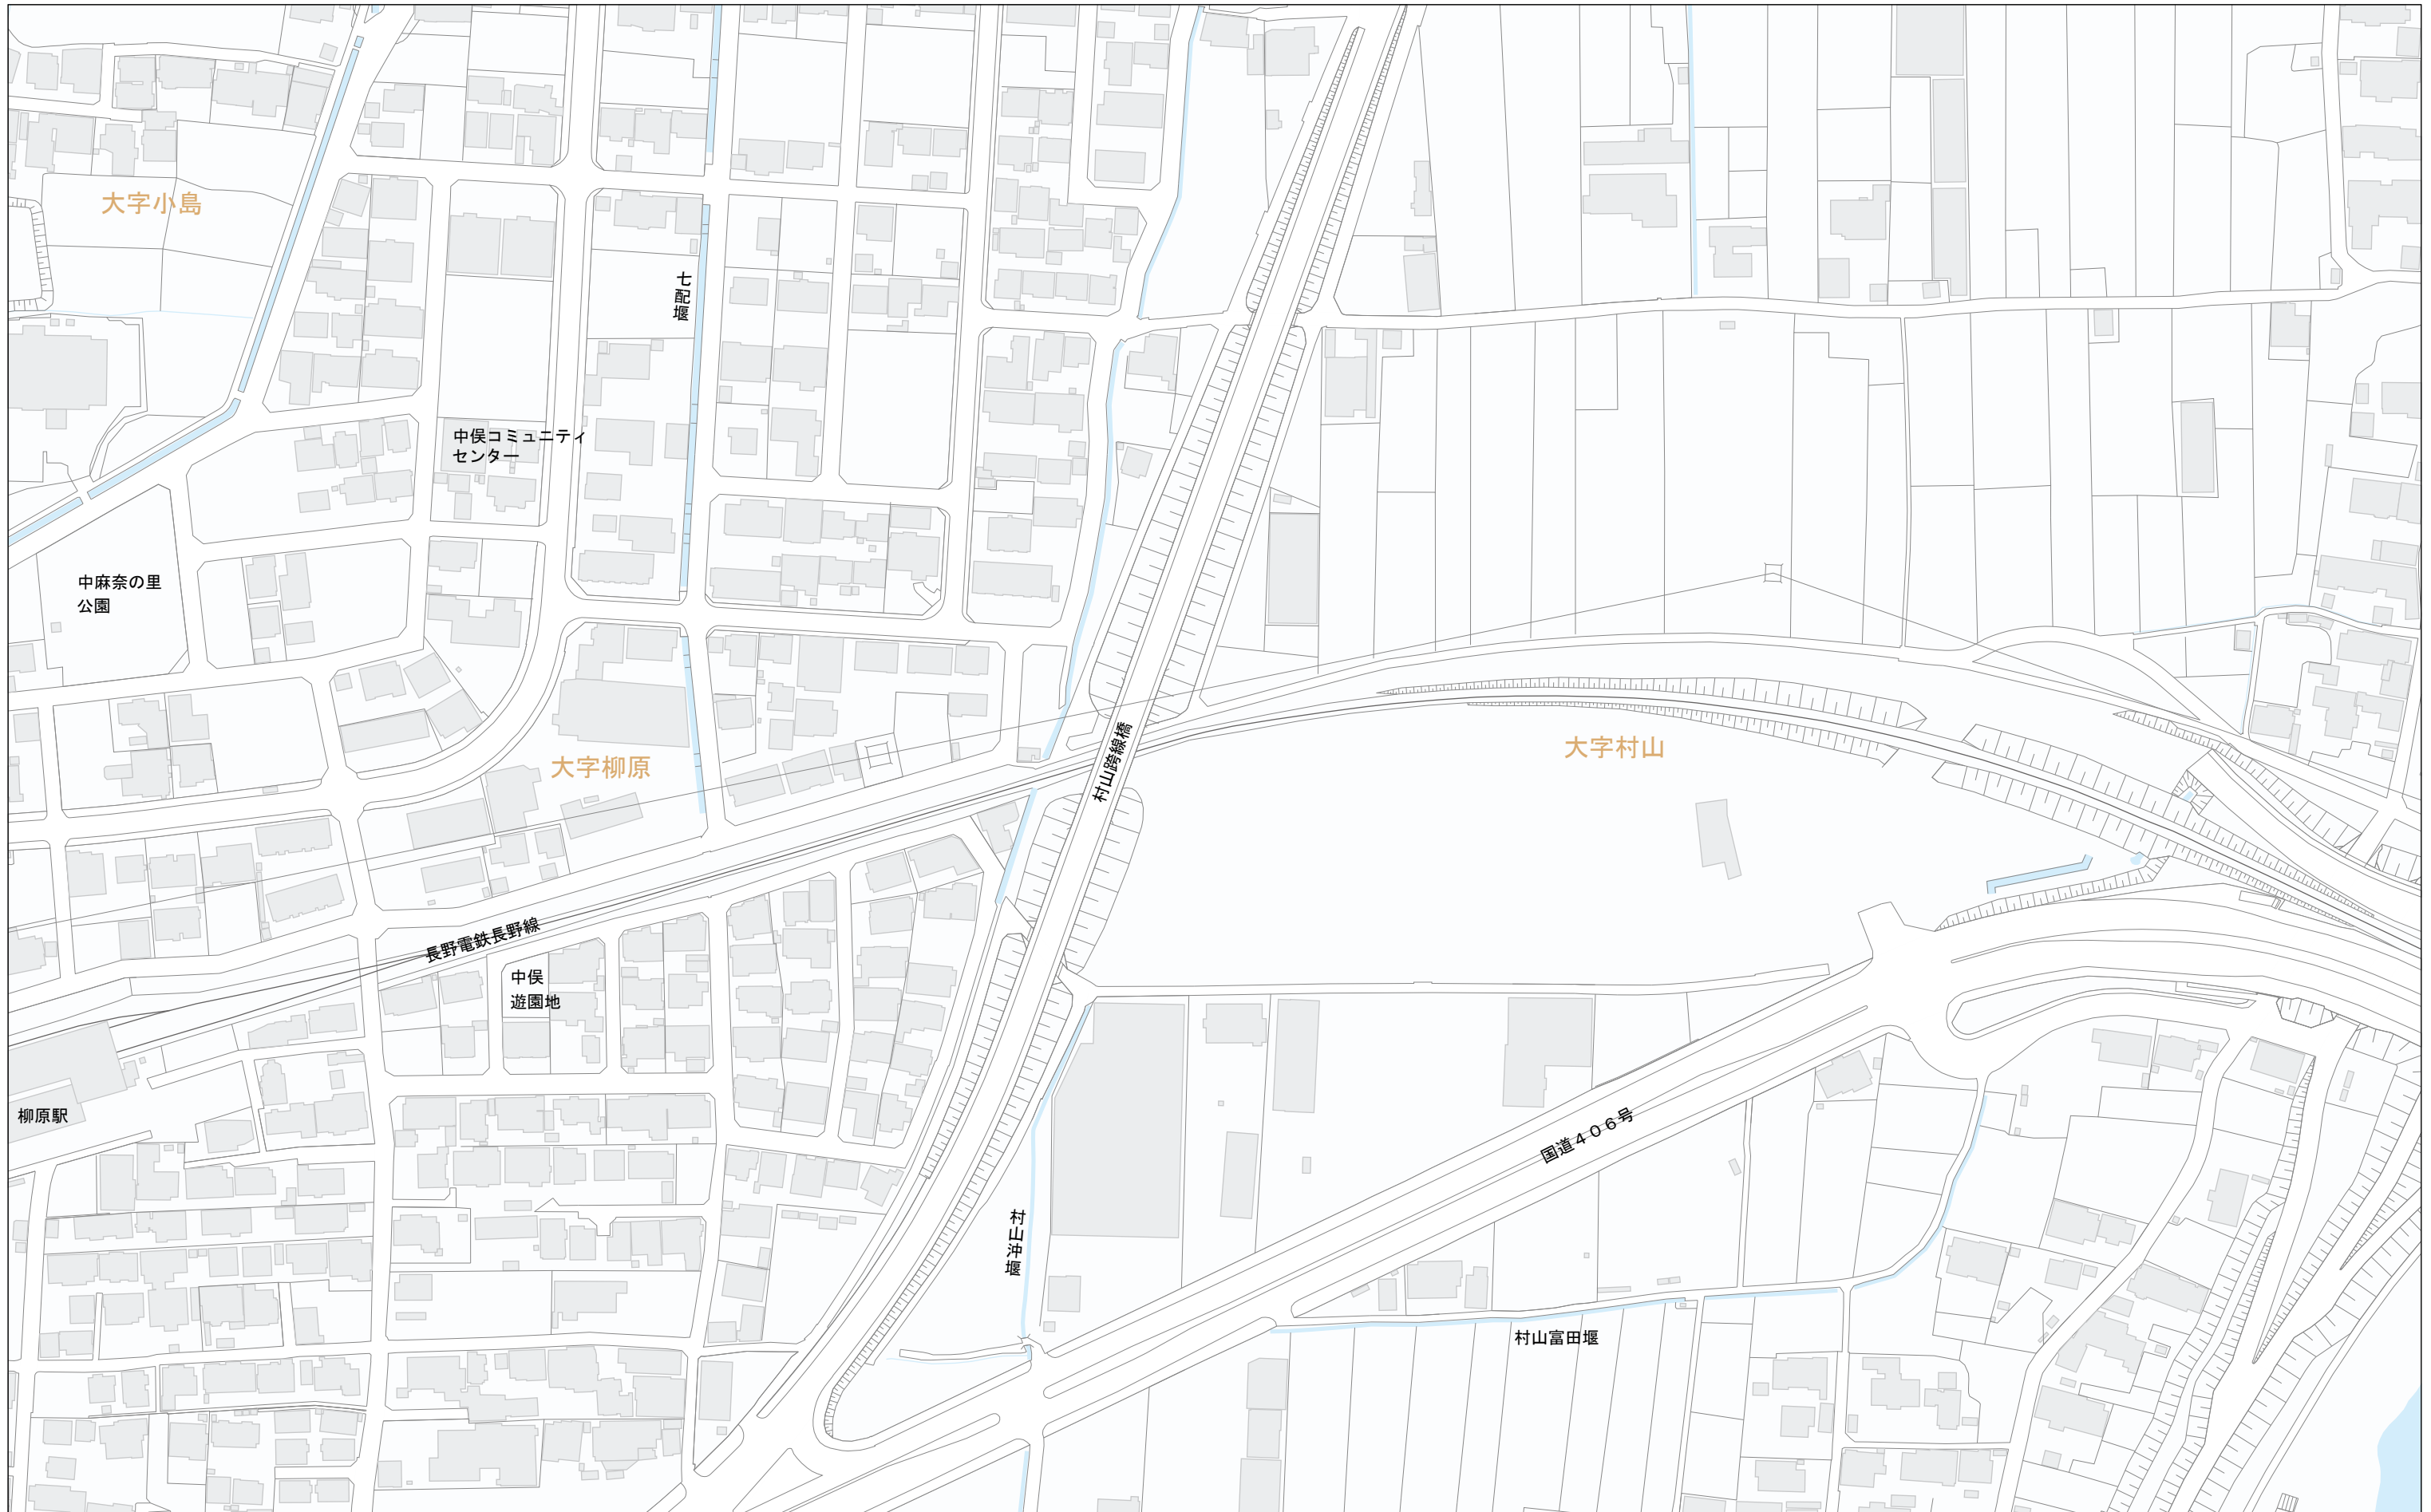 大字小島
七配堰
中俣コミュニティ
センター
中麻奈の里
公園
大字柳原
村山跨線橋
大字村山
長野電鉄長野線
中俣
遊園地
柳原駅
国道４０６号
村山沖堰
村山富田堰